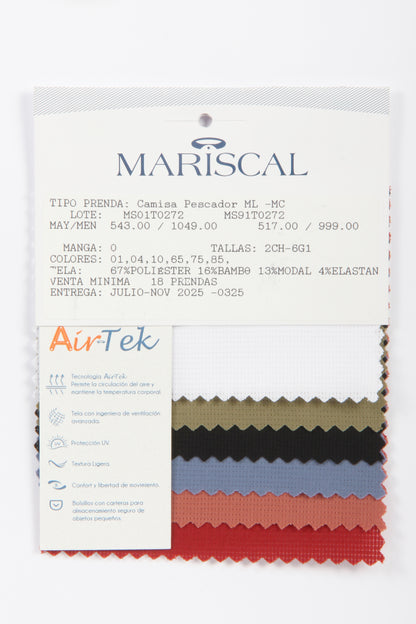 MARISCAL
TIPO PRENDA: Camisa Pescador ML -MC
LOTE: MS01T0272 MS91T0272
MAY/MEN 543.00 / 1049.00 517.00 / 999.00
MANGA: 0 TALLAS: 2CH-6G1
COLORES: 01,04,10,65,75,85,
TELA: 67%POLIESTER 16%BAMBO 13%MODAL 4%ELASTAN
VENTA MINIMA 18 PRENDAS
ENTREGA: JULIO-NOV 2025 -0325
AirTek
Tecnología AirTek:
Permite la circulación del aire y
mantiene la temperatura corporal.
Tela con ingeniería de ventilación
avanzada.
Protección UV.
Textura Ligera.
Confort y libertad de movimiento.
Bolsillos con carteras para
almacenamiento seguro de
objetos pequeños.